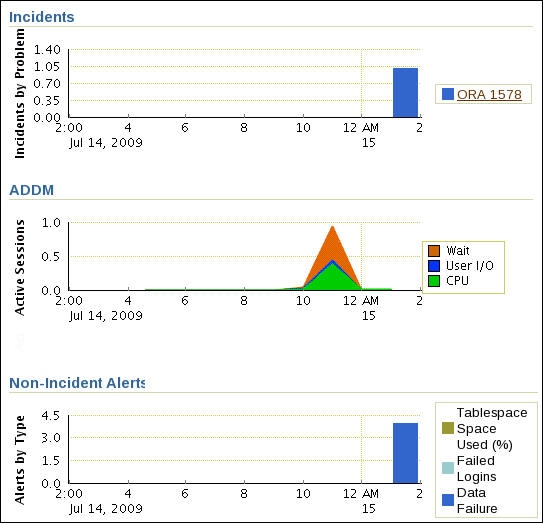 Incidents
Incidents by Problem
1.40
1.05
0.70
0.35
0.00
2:00 4 6 8 10 12 AM 2
Jul 14, 2009 15
ORA 1578
ADDM
Active Sessions
1.0
0.5
0.0
2:00 4 6 8 10 12 AM 2
Jul 14, 2009 15
Wait
User I/O
CPU
Non-Incident Alerts
Alerts by Type
4.5
3.0
1.5
0.0
2:00 4 6 8 10 12 AM 2
Jul 14, 2009 15
Tablespace
Space
Used (%)
Failed
Logins
Data
Failure